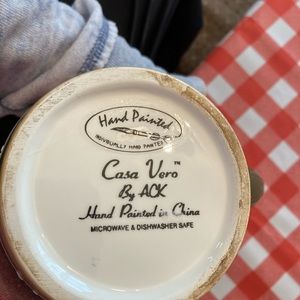 Hand Painted
INDIVIDUALLY HAND PAINTED
Casa Vero™
By ACK
Hand Painted in China
MICROWAVE & DISHWASHER SAFE